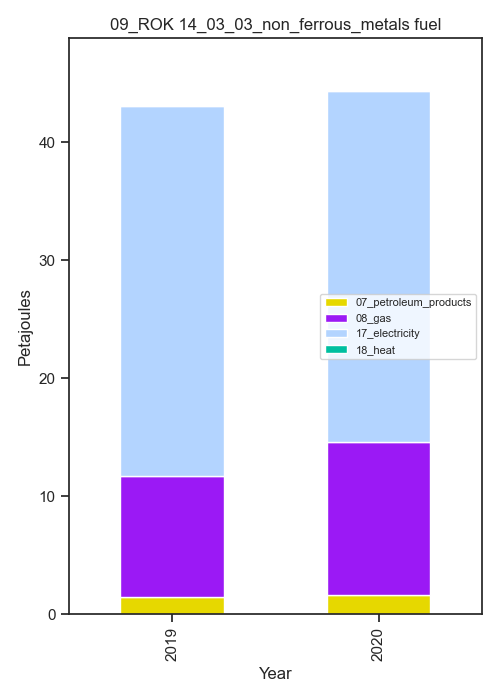 09_ROK 14_03_03_non_ferrous_metals fuel
Petajoules
40
30
20
10
0
07_petroleum_products
08_gas
17_electricity
18_heat
2019
2020
Year